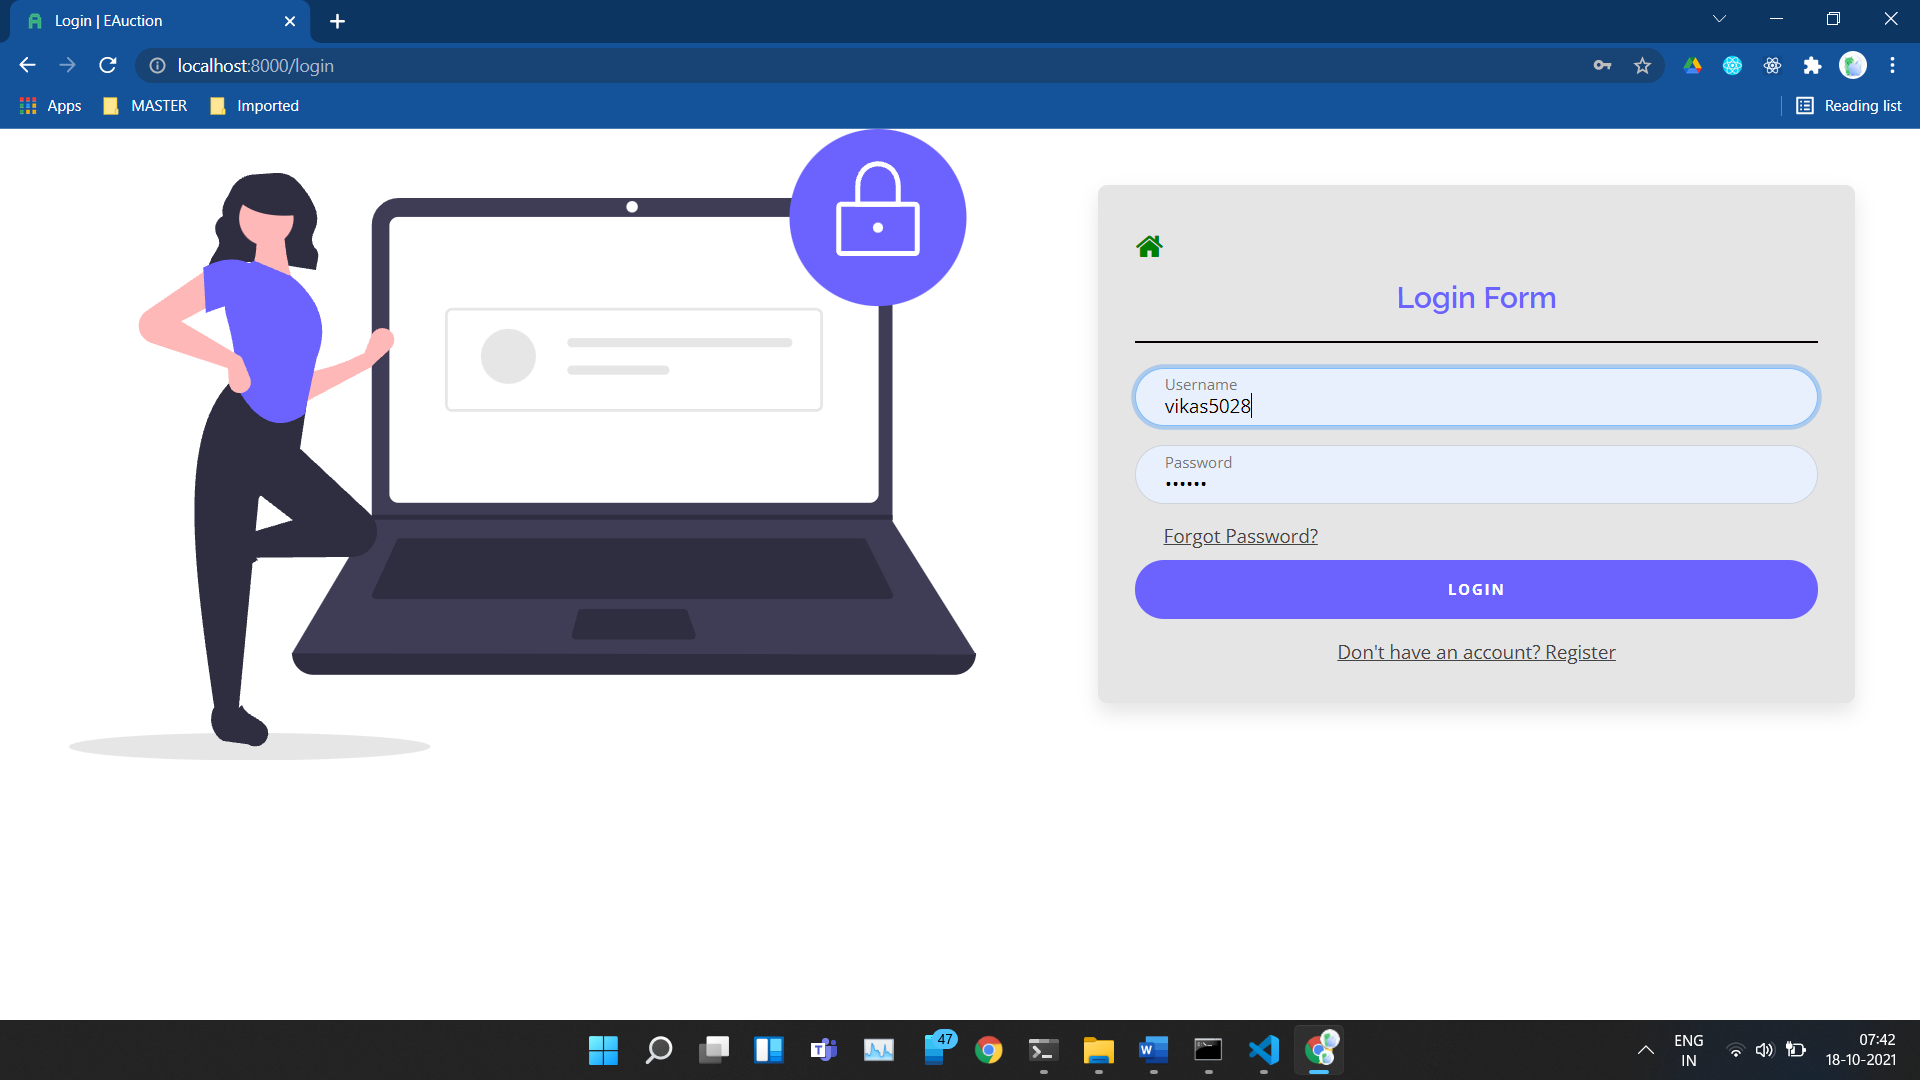 Login | EAuction
localhost:8000/login
Apps MASTER Imported Reading list
Login Form
Username
vikas5028
Password
••••••
Forgot Password?
LOGIN
Don't have an account? Register
47
ENG
IN
07:42
18-10-2021